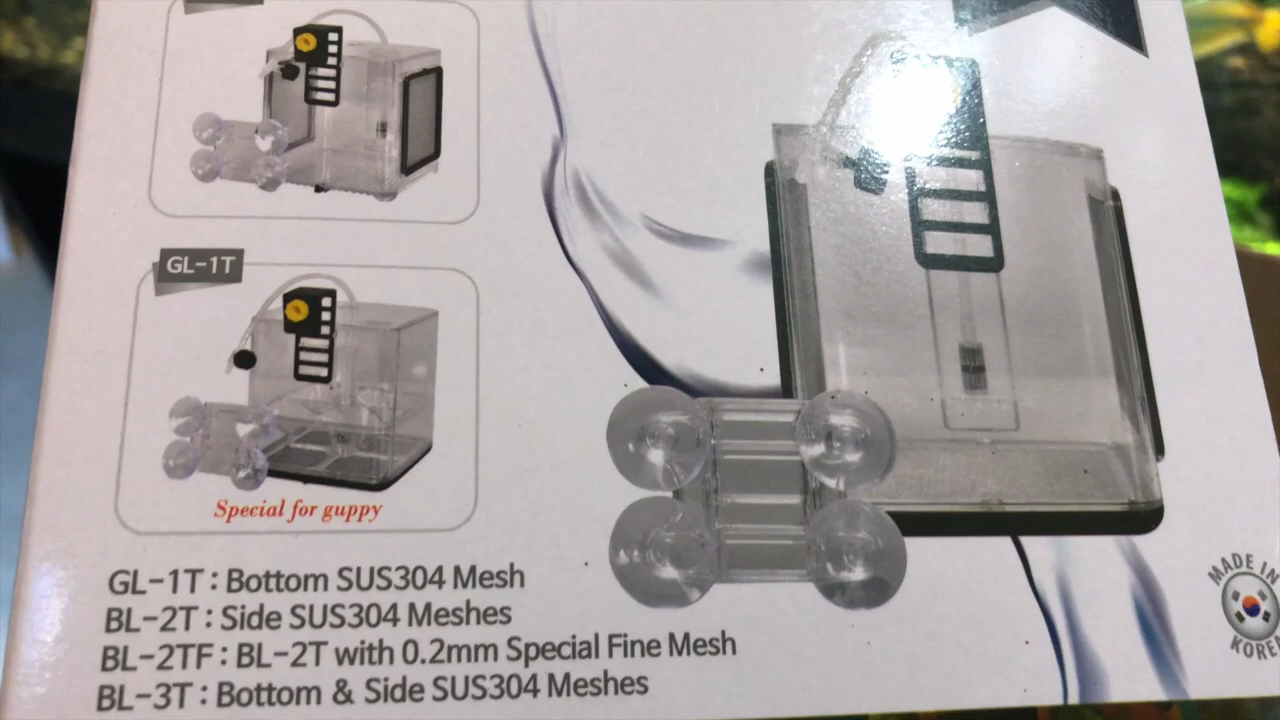 GL-1T
Special for guppy
GL-1T : Bottom SUS304 Mesh
BL-2T : Side SUS304 Meshes
BL-2TF : BL-2T with 0.2mm Special Fine Mesh
BL-3T : Bottom & Side SUS304 Meshes
MADE IN
KOREA